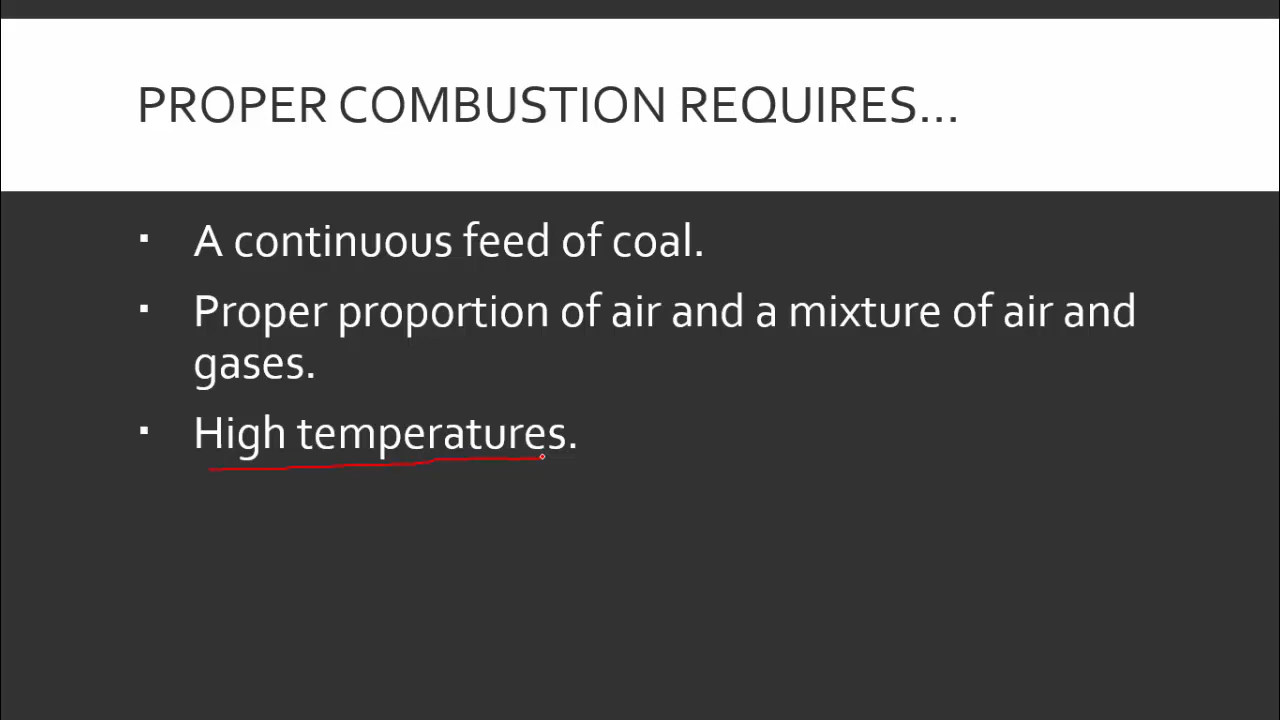 PROPER COMBUSTION REQUIRES...
▪ A continuous feed of coal.
▪ Proper proportion of air and a mixture of air and
gases.
▪ High temperatures.